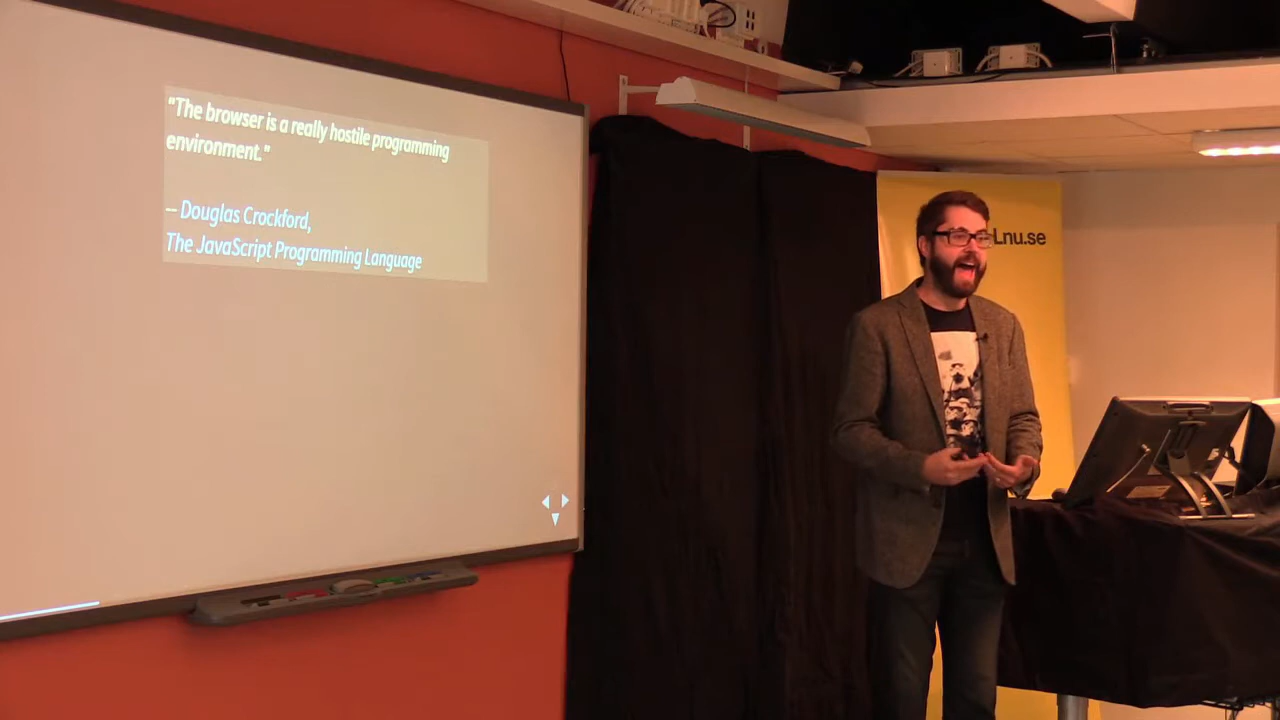 "The browser is a really hostile programming
environment."
-- Douglas Crockford,
The JavaScript Programming Language
Lnu.se